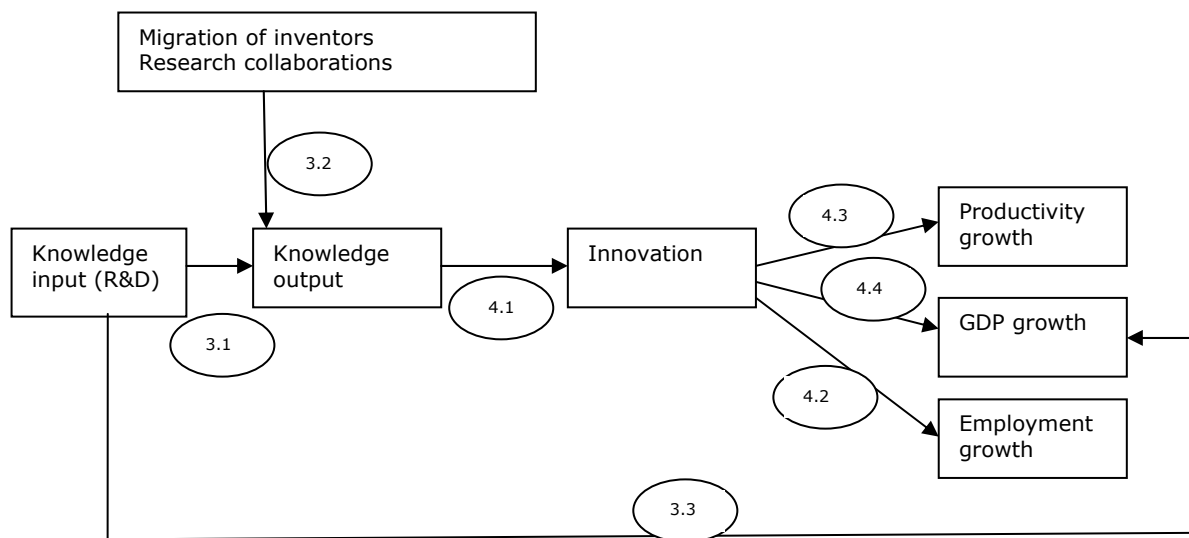 Migration of inventors
Research collaborations
3.2
4.3
Productivity
growth
Knowledge
input (R&D)
Knowledge
output
Innovation
4.4
4.1
GDP growth
3.1
4.2
Employment
growth
3.3